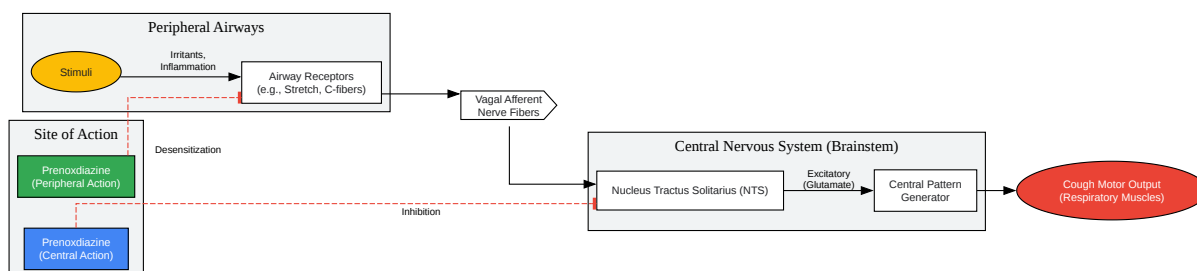 Peripheral Airways
Stimuli
Irritants,
Inflammation
Airway Receptors
(e.g., Stretch, C-fibers)
Vagal Afferent
Nerve Fibers
Site of Action
Prenoxdiazine
(Peripheral Action)
Desensitization
Prenoxdiazine
(Central Action)
Inhibition
Central Nervous System (Brainstem)
Nucleus Tractus Solitarius (NTS)
Excitatory
(Glutamate)
Central Pattern
Generator
Cough Motor Output
(Respiratory Muscles)